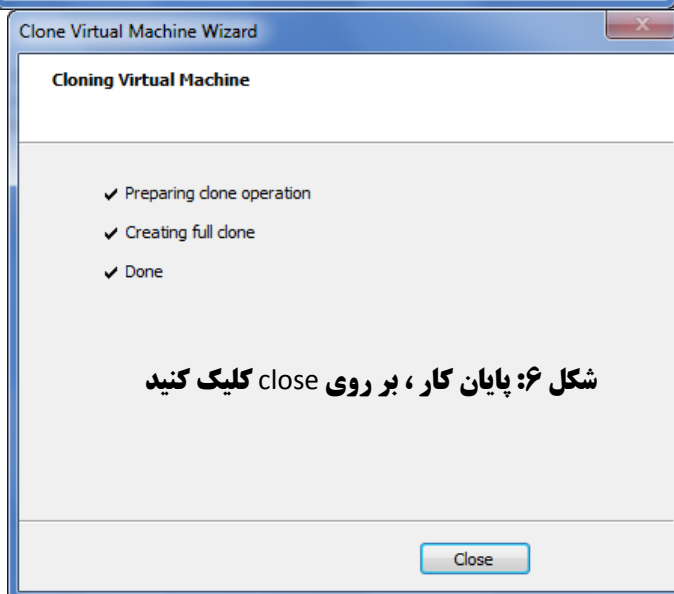 Clone Virtual Machine Wizard
Cloning Virtual Machine
✔ Preparing clone operation
✔ Creating full clone
✔ Done
شکل ۶: پایان کار ، بر روی close کلیک کنید
Close